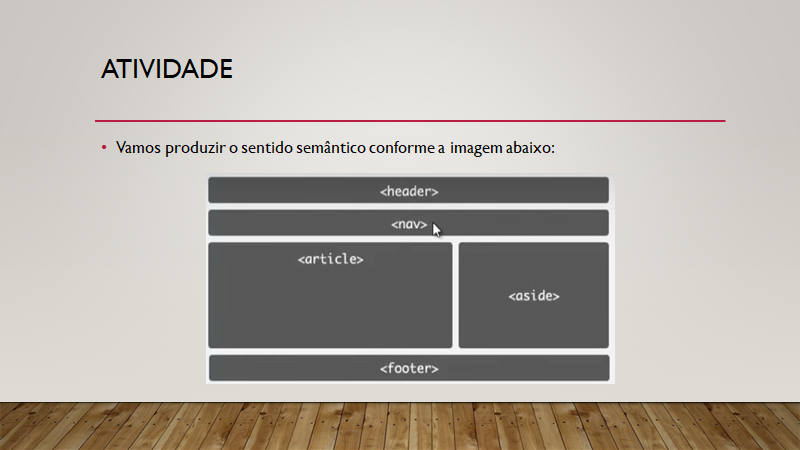 ATIVIDADE
• Vamos produzir o sentido semântico conforme a imagem abaixo:
<header>
<nav>
<article>
<aside>
<footer>